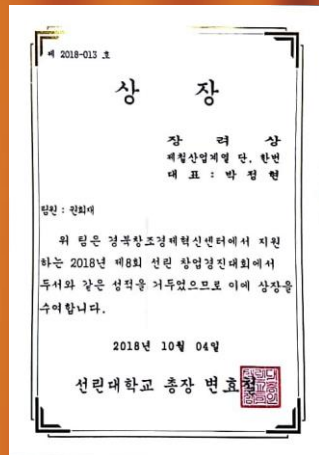 제 2018-013 호
상 장
장 려 상
제철산업계열 단, 한번
대 표 : 박정현
팀원 : 권희재
위 팀은 경북창조경제혁신센터에서 지원
하는 2018년 제8회 선린 창업경진대회에서
두서와 같은 성적을 거두었으므로 이에 상장을
수여합니다.
2018년 10월 04일
선린대학교 총장 변효철